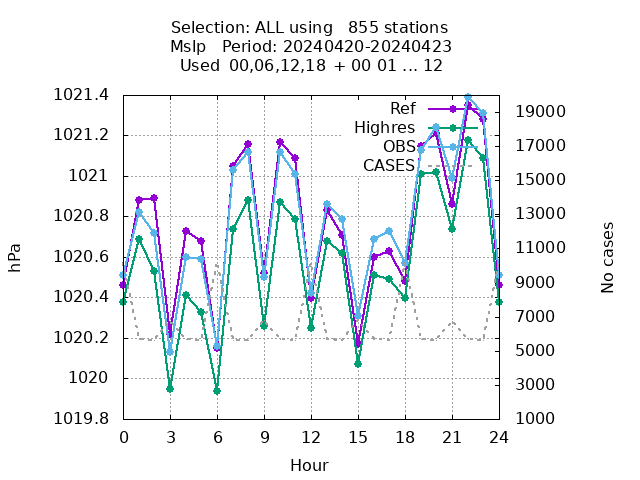 Selection: ALL using   855 stations
Mslp   Period: 20240420-20240423
Used  00,06,12,18 + 00 01 ... 12
1021.4
1021.2
1021
1020.8
1020.6
1020.4
1020.2
1020
1019.8
hPa
Ref
Highres
OBS
CASES
19000
17000
15000
13000
11000
9000
7000
5000
3000
1000
No cases
0 3 6 9 12 15 18 21 24
Hour